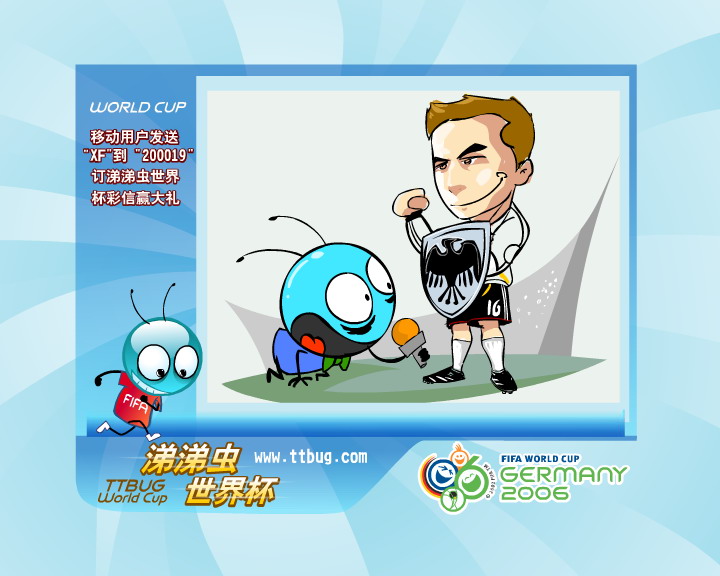 WORLD CUP
移动用户发送
"XF"到 "200019"
订涕涕虫世界
杯彩信赢大礼
16
FIFA
涕涕虫
世界杯
www.ttbug.com
TTBUG
World Cup
FIFA WORLD CUP
GERMANY
2006